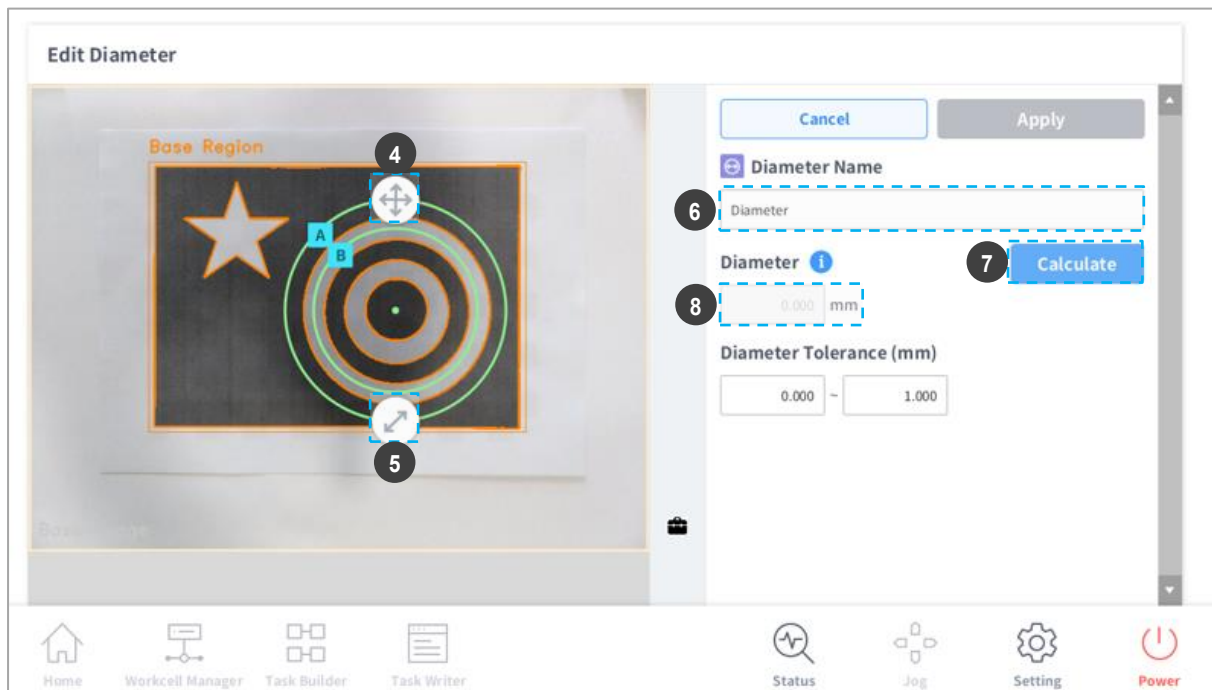 Edit Diameter
Base Region
4
A
B
5
Cancel
Apply
Diameter Name
6
Diameter
Diameter i
7
Calculate
8
0.000 mm
Diameter Tolerance (mm)
0.000 ~ 1.000
Home
Workcell Manager
Task Builder
Task Writer
Status
Jog
Setting
Power